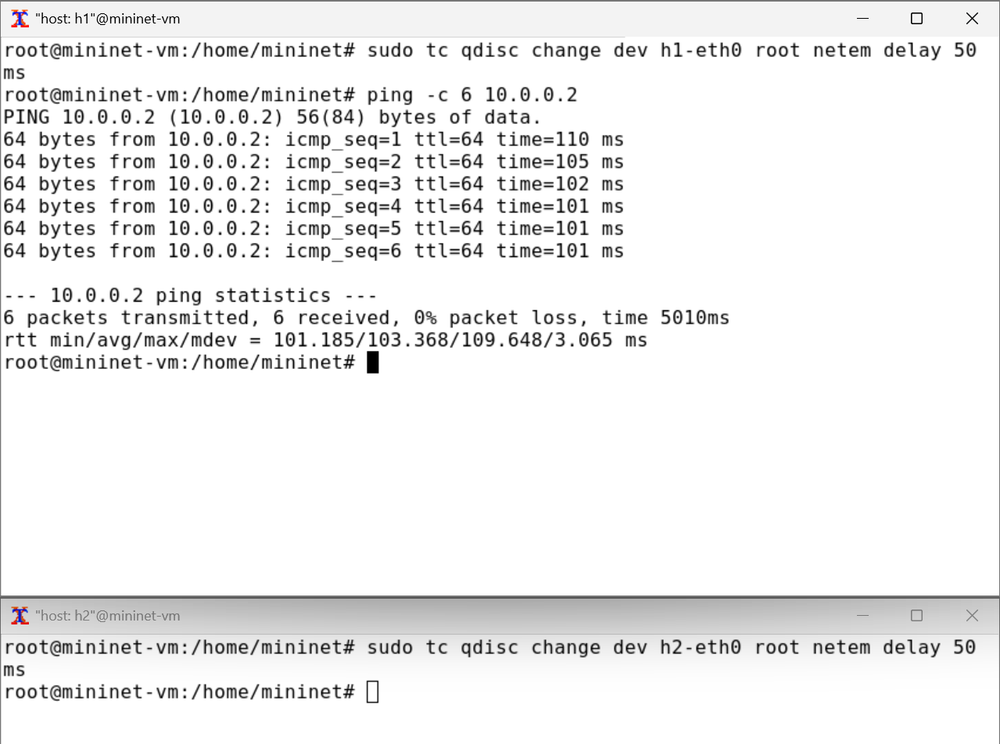 "host: h1"@mininet-vm
root@mininet-vm:/home/mininet# sudo tc qdisc change dev h1-eth0 root netem delay 50
ms
root@mininet-vm:/home/mininet# ping -c 6 10.0.0.2
PING 10.0.0.2 (10.0.0.2) 56(84) bytes of data.
64 bytes from 10.0.0.2: icmp_seq=1 ttl=64 time=110 ms
64 bytes from 10.0.0.2: icmp_seq=2 ttl=64 time=105 ms
64 bytes from 10.0.0.2: icmp_seq=3 ttl=64 time=102 ms
64 bytes from 10.0.0.2: icmp_seq=4 ttl=64 time=101 ms
64 bytes from 10.0.0.2: icmp_seq=5 ttl=64 time=101 ms
64 bytes from 10.0.0.2: icmp_seq=6 ttl=64 time=101 ms
--- 10.0.0.2 ping statistics ---
6 packets transmitted, 6 received, 0% packet loss, time 5010ms
rtt min/avg/max/mdev = 101.185/103.368/109.648/3.065 ms
root@mininet-vm:/home/mininet#
"host: h2"@mininet-vm
root@mininet-vm:/home/mininet# sudo tc qdisc change dev h2-eth0 root netem delay 50
ms
root@mininet-vm:/home/mininet#